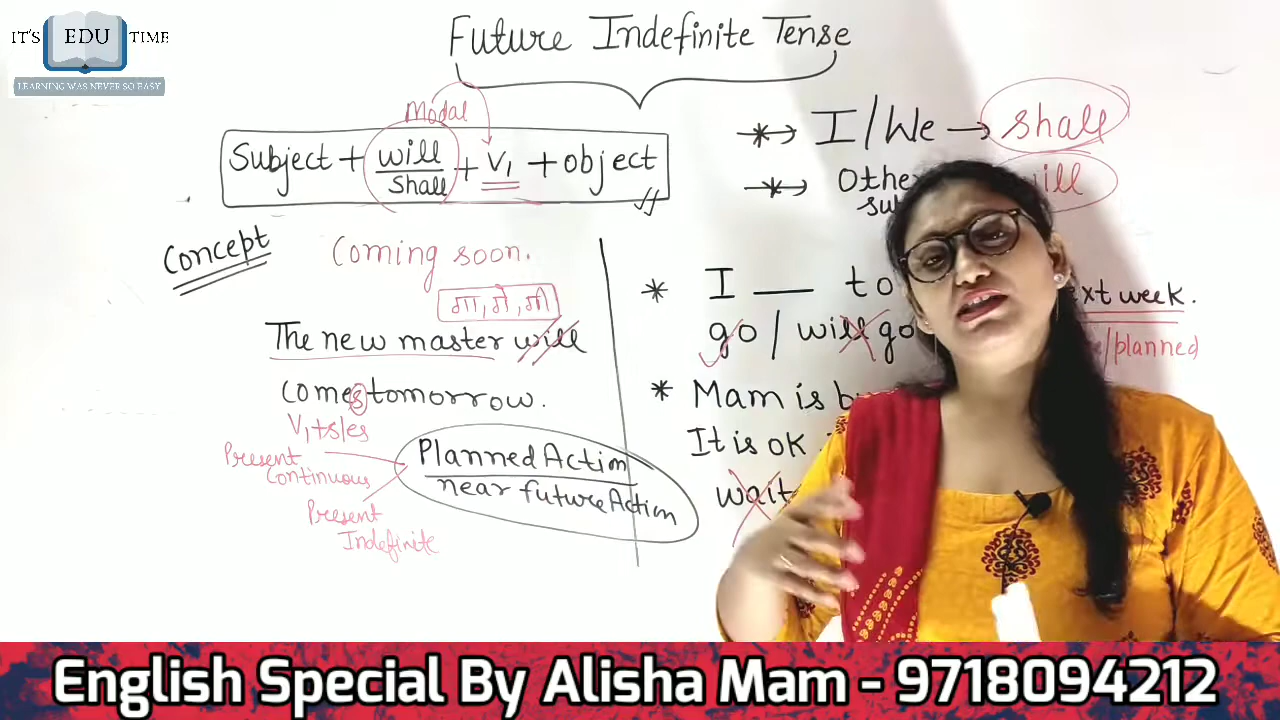 IT'S EDU TIME
LEARNING WAS NEVER SO EASY
Future Indefinite Tense
Modal
Subject + will/shall + V₁ + object
*→ I/We → shall
*→ Othe
su
will
Concept
Coming soon.
गा, गे, गी
The new master will
comes tomorrow.
V₁+s/es
Present
Continuous
Present
Indefinite
Planned Action
near future Action
* I ___ to
ext week.
go / will go
/planned
* Mam is b
It is ok
wait
English Special By Alisha Mam - 9718094212